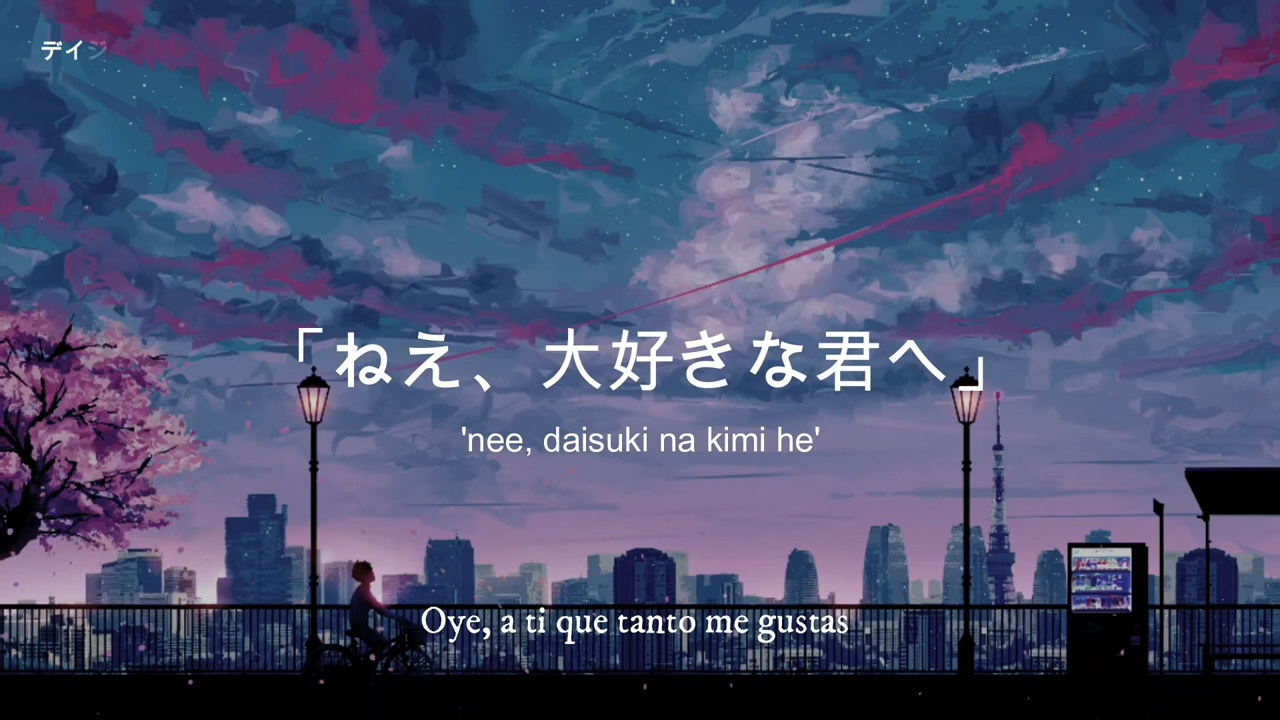 デイジ
「ねえ、大好きな君へ」
'nee, daisuki na kimi he'
Oye, a ti que tanto me gustas